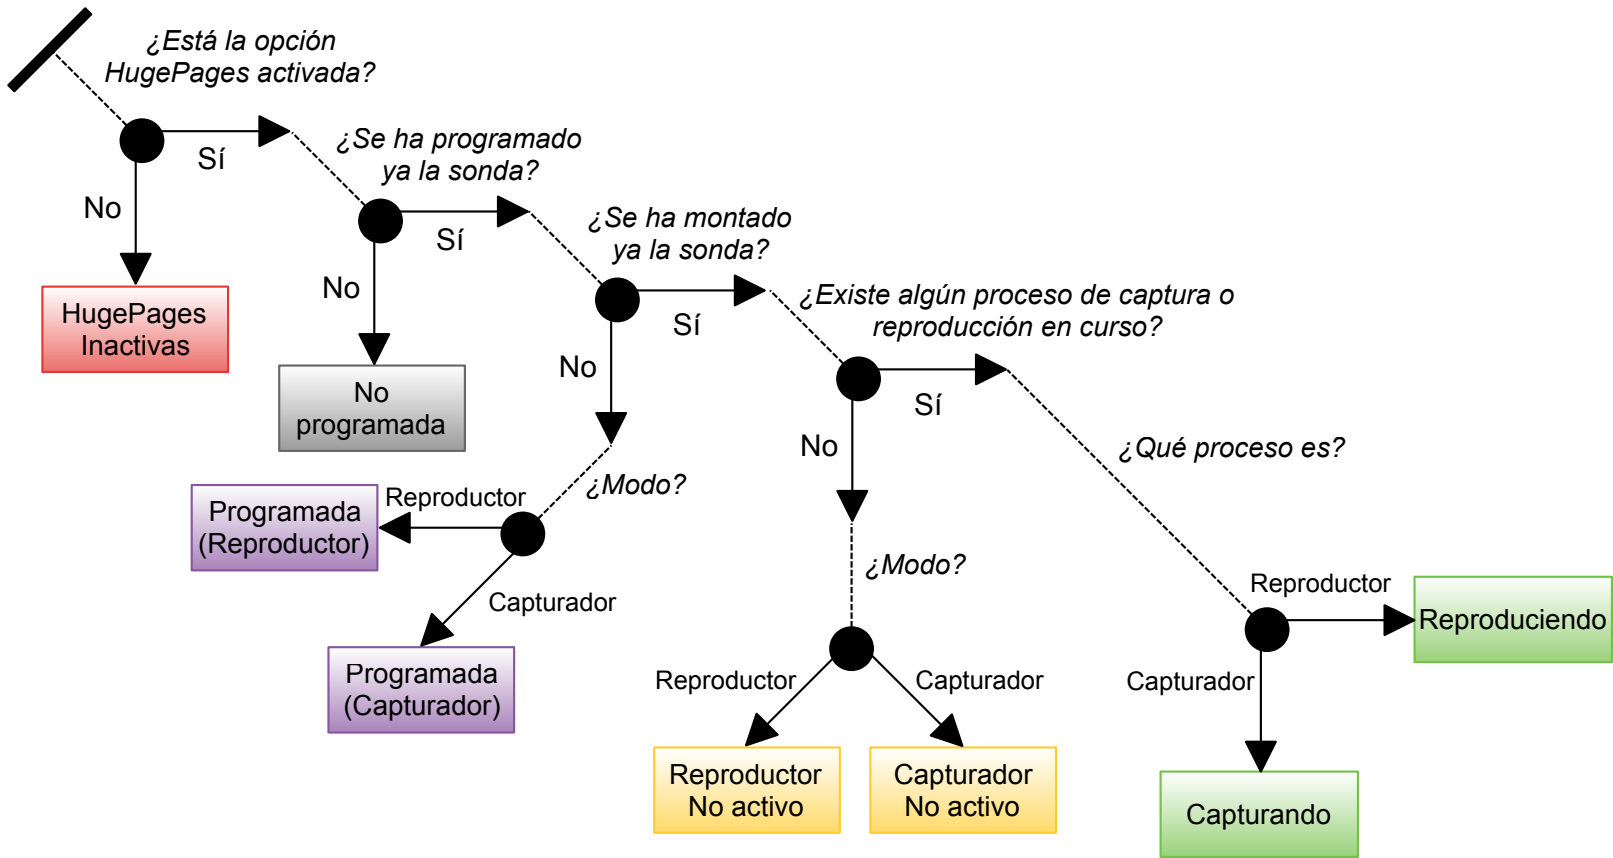 ¿Está la opción
HugePages activada?
Sí
No
HugePages
Inactivas
¿Se ha programado
ya la sonda?
Sí
No
No
programada
¿Se ha montado
ya la sonda?
Sí
No
¿Modo?
Reproductor
Programada
(Reproductor)
Capturador
Programada
(Capturador)
¿Existe algún proceso de captura o
reproducción en curso?
Sí
No
¿Modo?
Reproductor
Capturador
Reproductor
No activo
Capturador
No activo
¿Qué proceso es?
Reproductor
Reproduciendo
Capturador
Capturando